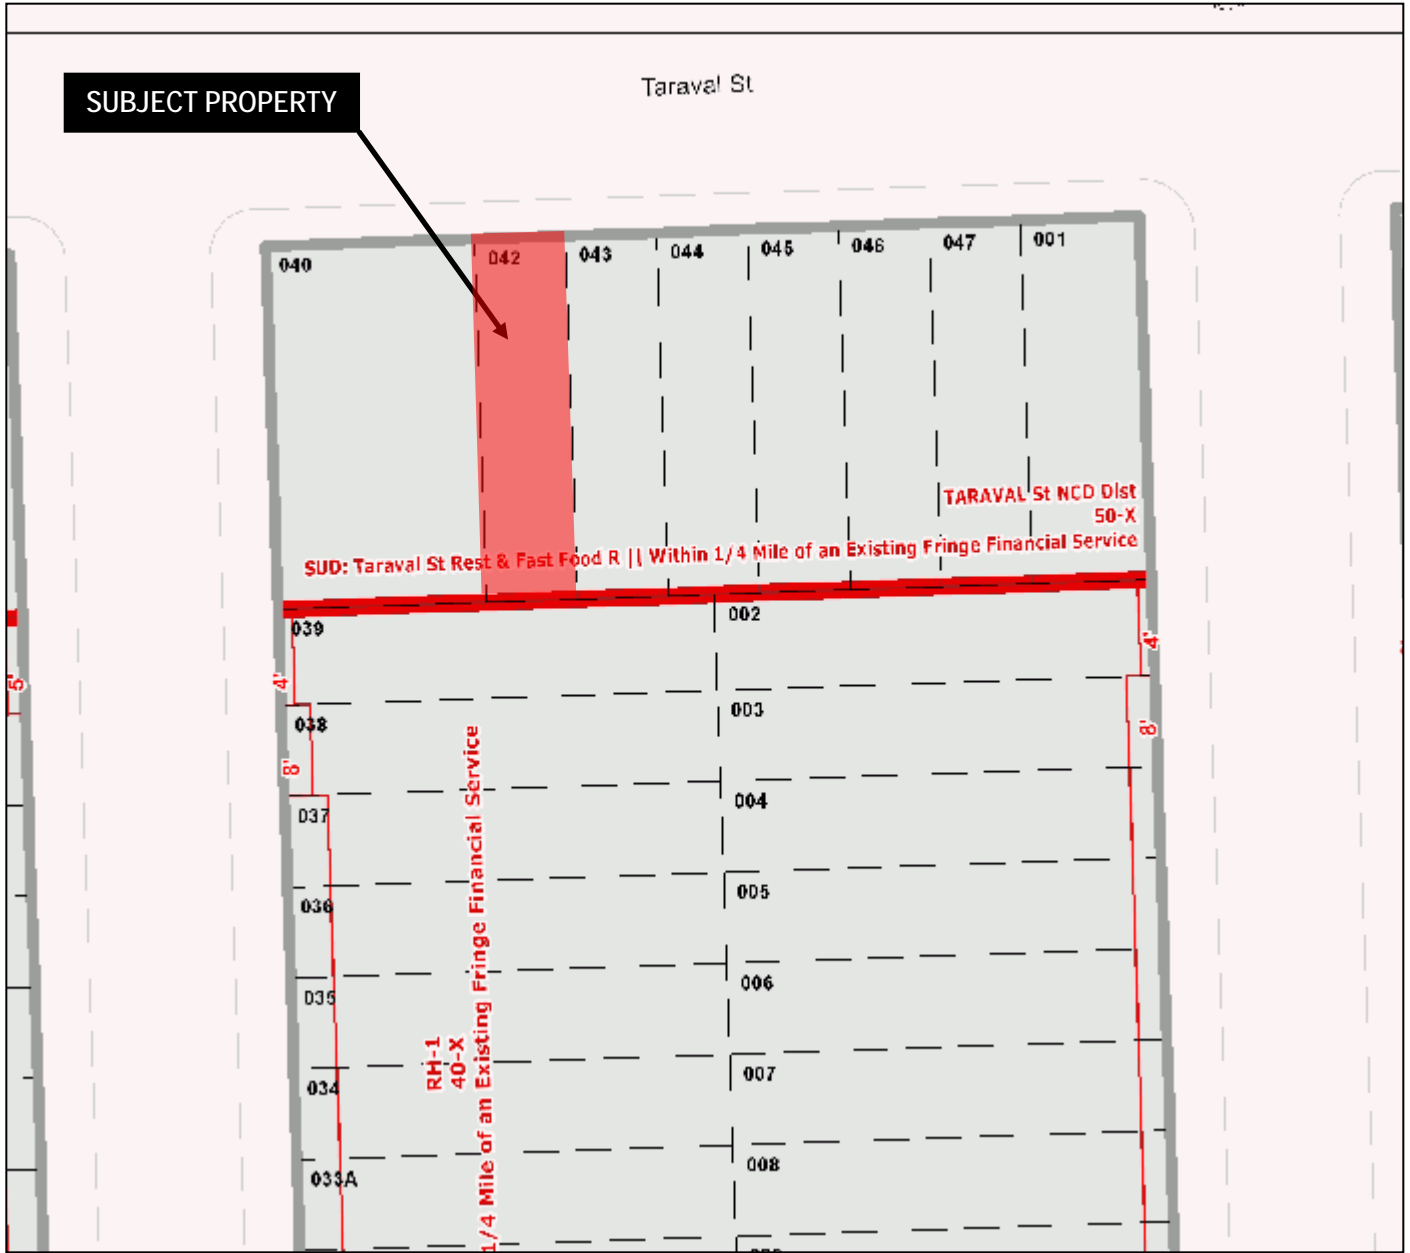 Taraval St
SUBJECT PROPERTY
040
042
043
044
045
046
047
001
TARAVAL St NCD Dist
50-X
SUD: Taraval St Rest & Fast Food R || Within 1/4 Mile of an Existing Fringe Financial Service
039
002
4'
4'
5'
038
003
8'
8'
037
004
036
005
035
006
RH-1
40-X
1/4 Mile of an Existing Fringe Financial Service
034
007
033A
008